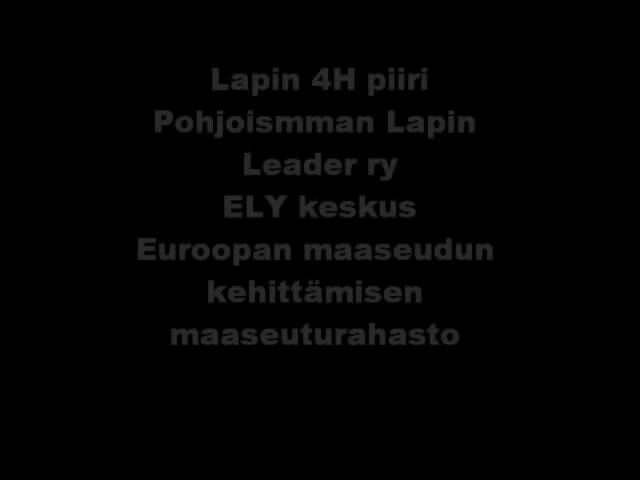 Lapin 4H piiri
Pohjoismman Lapin
Leader ry
ELY keskus
Euroopan maaseudun
kehittämisen
maaseuturahasto